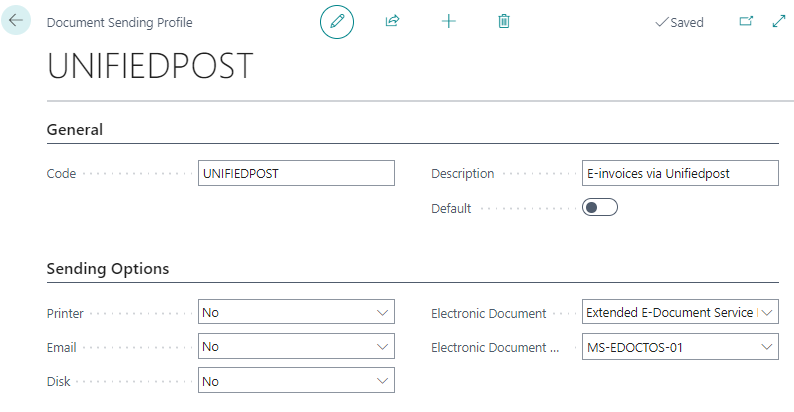 Document Sending Profile
Saved
UNIFIEDPOST
General
Code UNIFIEDPOST
Description E-invoices via Unifiedpost
Default
Sending Options
Printer No
Electronic Document Extended E-Document Service
Email No
Electronic Document ... MS-EDOCTOS-01
Disk No